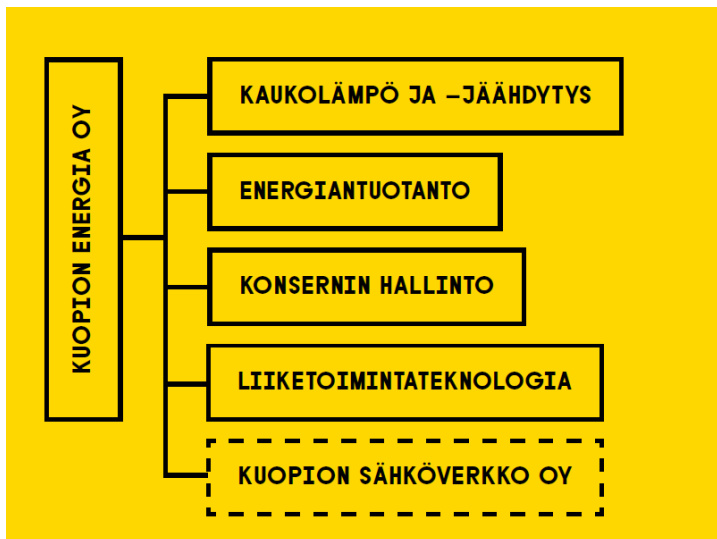 KUOPION ENERGIA OY
KAUKOLÄMPÖ JA –JÄÄHDYTYS
ENERGIANTUOTANTO
KONSERNIN HALLINTO
LIIKETOIMINTATEKNOLOGIA
KUOPION SÄHKÖVERKKO OY